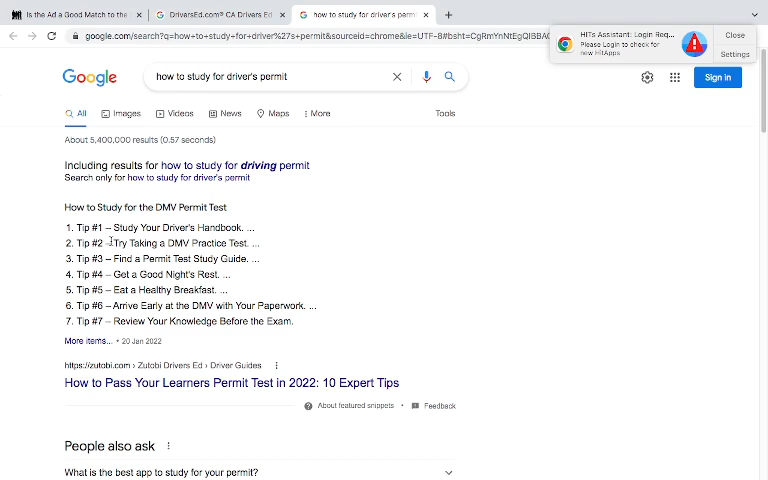 Is the Ad a Good Match to the
DriversEd.com® CA Drivers Ed
how to study for driver's permi
google.com/search?q=how+to+study+for+driver%27s+permit&sourceid=chrome&ie=UTF-8#bsht=CgRmYnNtEgQIBBA
HITs Assistant: Login Req...
Please Login to check for
new HitApps
Close
Settings
Google
how to study for driver's permit
Sign in
All
Images
Videos
News
Maps
More
Tools
About 5,400,000 results (0.57 seconds)
Including results for how to study for driving permit
Search only for how to study for driver's permit
How to Study for the DMV Permit Test
1. Tip #1 – Study Your Driver's Handbook. ...
2. Tip #2 – Try Taking a DMV Practice Test. ...
3. Tip #3 – Find a Permit Test Study Guide. ...
4. Tip #4 – Get a Good Night's Rest. ...
5. Tip #5 – Eat a Healthy Breakfast. ...
6. Tip #6 – Arrive Early at the DMV with Your Paperwork. ...
7. Tip #7 – Review Your Knowledge Before the Exam.
More items... • 20 Jan 2022
https://zutobi.com › Zutobi Drivers Ed › Driver Guides
How to Pass Your Learners Permit Test in 2022: 10 Expert Tips
About featured snippets • Feedback
People also ask
What is the best app to study for your permit?